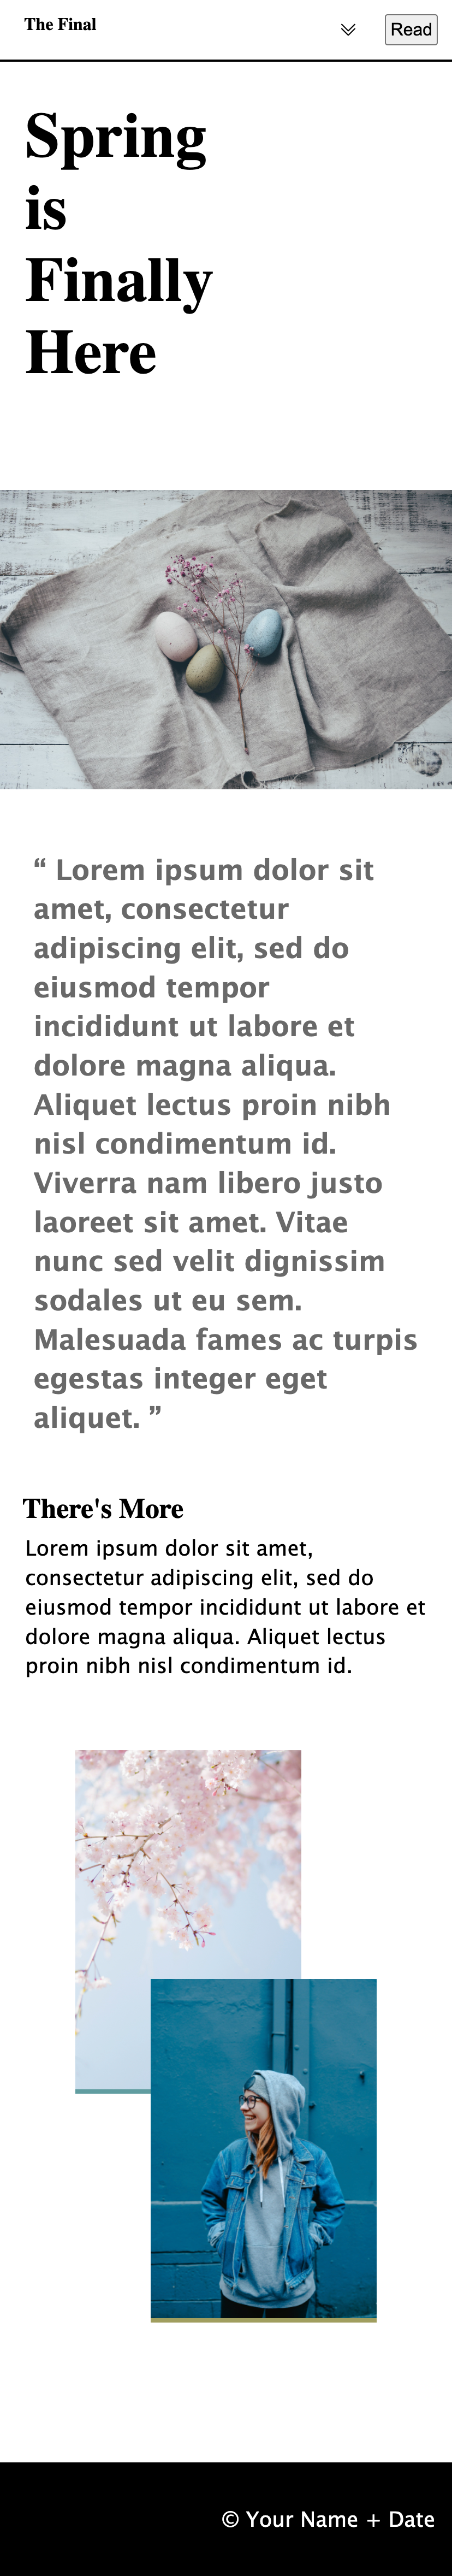 The Final
Read
Spring
is
Finally
Here
“ Lorem ipsum dolor sit
amet, consectetur
adipiscing elit, sed do
eiusmod tempor
incididunt ut labore et
dolore magna aliqua.
Aliquet lectus proin nibh
nisl condimentum id.
Viverra nam libero justo
laoreet sit amet. Vitae
nunc sed velit dignissim
sodales ut eu sem.
Malesuada fames ac turpis
egestas integer eget
aliquet. ”
There's More
Lorem ipsum dolor sit amet,
consectetur adipiscing elit, sed do
eiusmod tempor incididunt ut labore et
dolore magna aliqua. Aliquet lectus
proin nibh nisl condimentum id.
© Your Name + Date